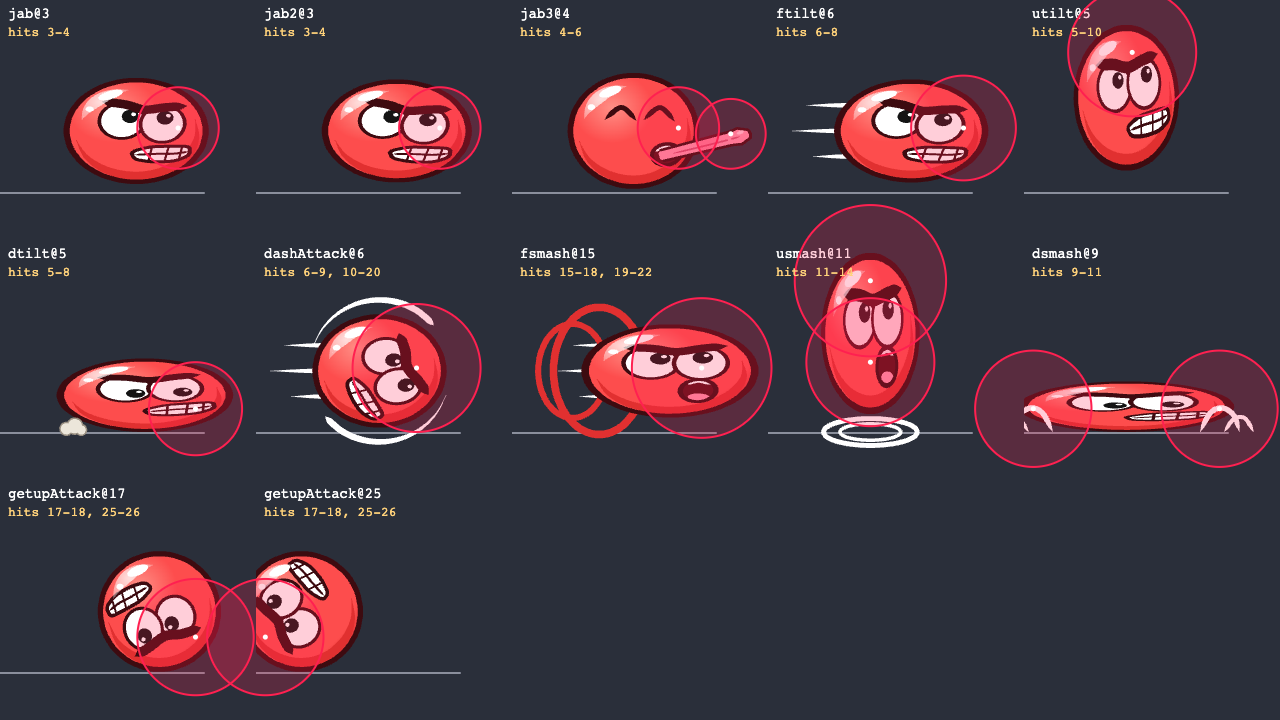 jab@3
hits 3-4
jab2@3
hits 3-4
jab3@4
hits 4-6
ftilt@6
hits 6-8
utilt@5
hits 5-10
dtilt@5
hits 5-8
dashAttack@6
hits 6-9, 10-20
fsmash@15
hits 15-18, 19-22
usmash@11
hits 11-14
dsmash@9
hits 9-11
getupAttack@17
hits 17-18, 25-26
getupAttack@25
hits 17-18, 25-26